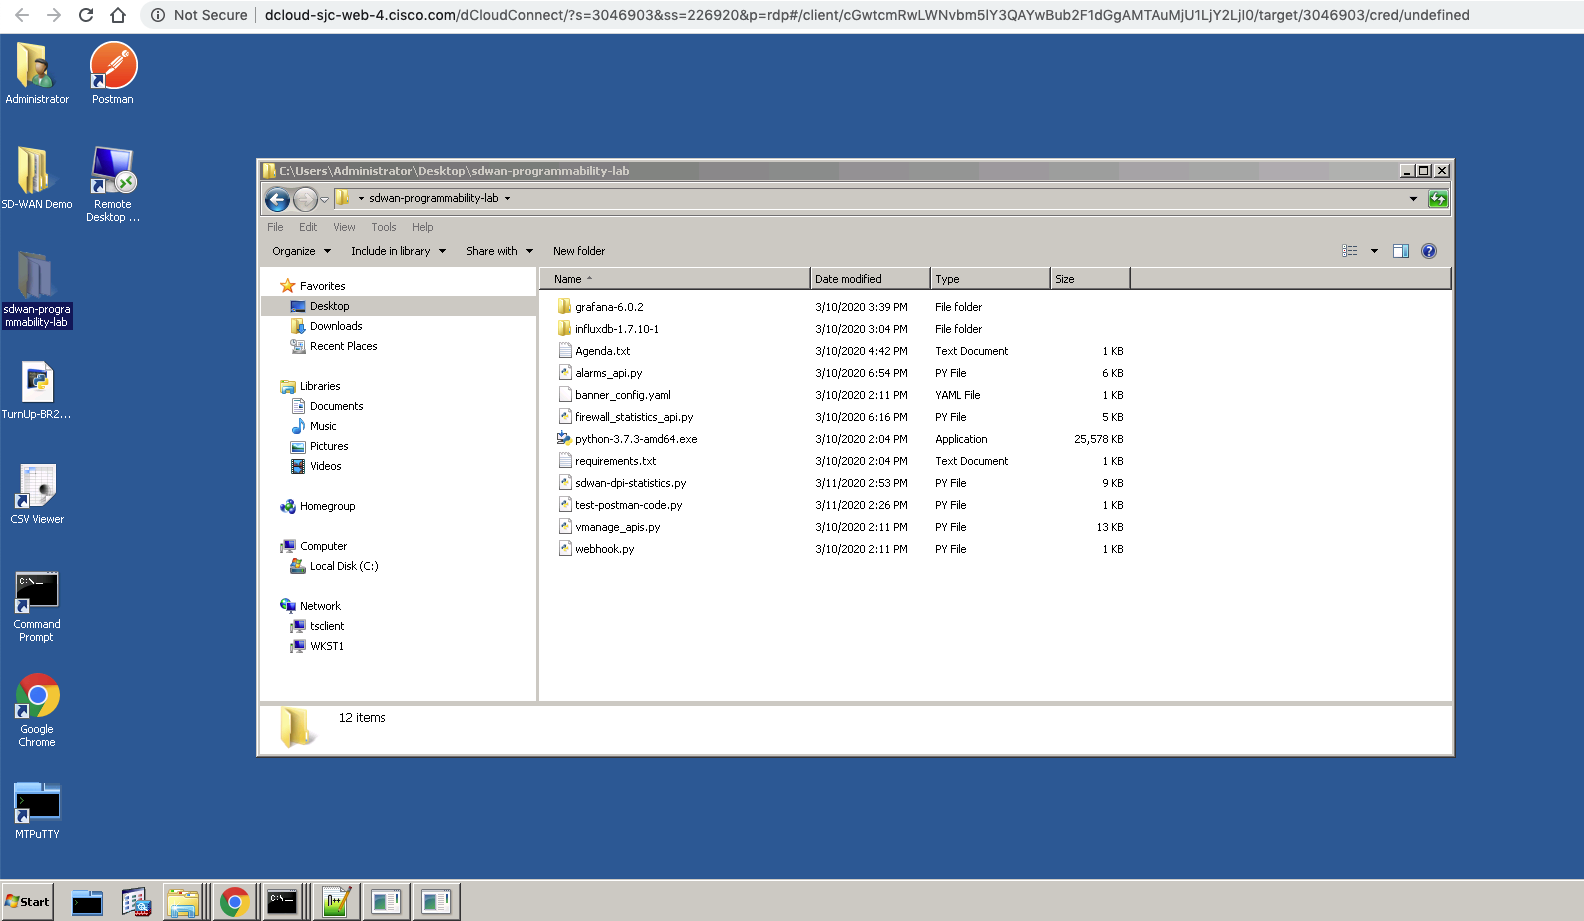 Not Secure | dcloud-sjc-web-4.cisco.com/dCloudConnect/?s=3046903&ss=226920&p=rdp#/client/cGwtcmRwLWNvbm5lY3QAYwBub2F1dGgAMTAuMjU1LjY2LjI0/target/3046903/cred/undefined
Administrator
Postman
SD-WAN Demo
Remote
Desktop ...
sdwan-progra
mmability-lab
TurnUp-BR2...
CSV Viewer
Command
Prompt
Google
Chrome
MTPuTTY
C:\Users\Administrator\Desktop\sdwan-programmability-lab
sdwan-programmability-lab
File Edit View Tools Help
Organize Include in library Share with New folder
Favorites
Desktop
Downloads
Recent Places
Libraries
Documents
Music
Pictures
Videos
Homegroup
Computer
Local Disk (C:)
Network
tsclient
WKST1
Name Date modified Type Size
grafana-6.0.2 3/10/2020 3:39 PM File folder
influxdb-1.7.10-1 3/10/2020 3:04 PM File folder
Agenda.txt 3/10/2020 4:42 PM Text Document 1 KB
alarms_api.py 3/10/2020 6:54 PM PY File 6 KB
banner_config.yaml 3/10/2020 2:11 PM YAML File 1 KB
firewall_statistics_api.py 3/10/2020 6:16 PM PY File 5 KB
python-3.7.3-amd64.exe 3/10/2020 2:04 PM Application 25,578 KB
requirements.txt 3/10/2020 2:04 PM Text Document 1 KB
sdwan-dpi-statistics.py 3/11/2020 2:53 PM PY File 9 KB
test-postman-code.py 3/11/2020 2:26 PM PY File 1 KB
vmanage_apis.py 3/10/2020 2:11 PM PY File 13 KB
webhook.py 3/10/2020 2:11 PM PY File 1 KB
12 items
Start